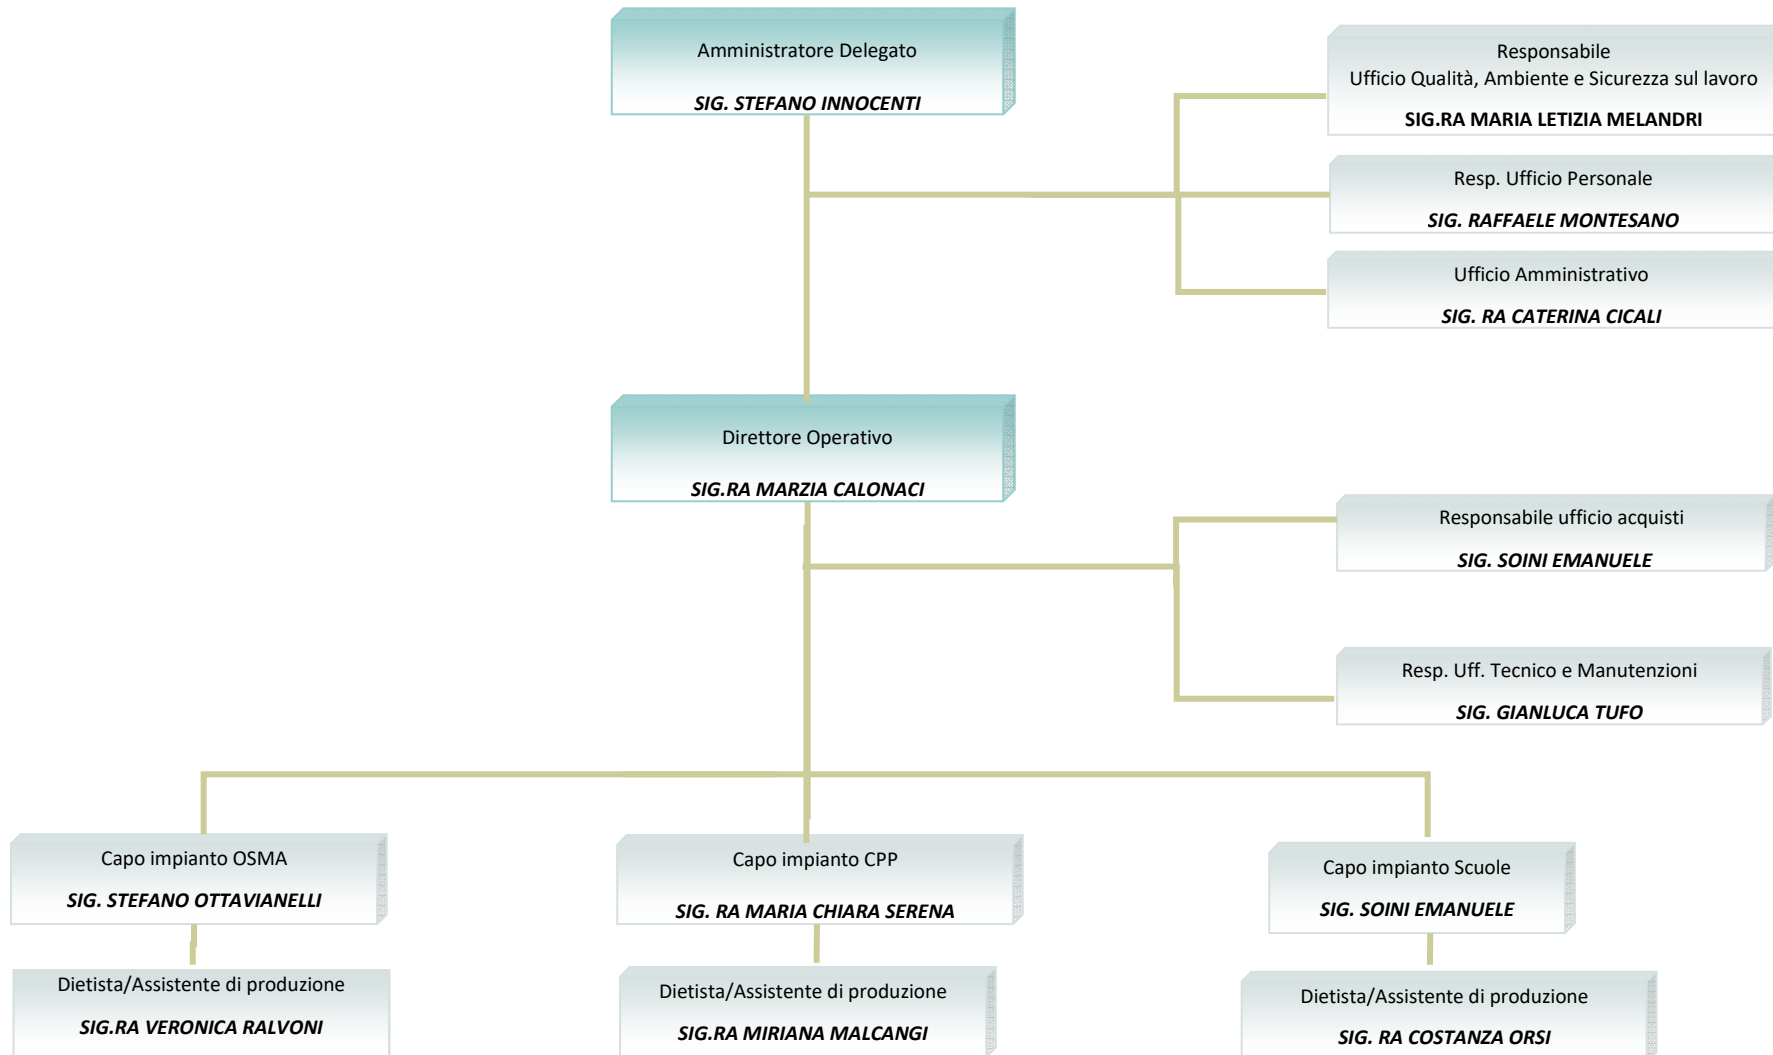 Amministratore Delegato
SIG. STEFANO INNOCENTI
Responsabile
Ufficio Qualità, Ambiente e Sicurezza sul lavoro
SIG.RA MARIA LETIZIA MELANDRI
Resp. Ufficio Personale
SIG. RAFFAELE MONTESANO
Ufficio Amministrativo
SIG. RA CATERINA CICALI
Direttore Operativo
SIG.RA MARZIA CALONACI
Responsabile ufficio acquisti
SIG. SOINI EMANUELE
Resp. Uff. Tecnico e Manutenzioni
SIG. GIANLUCA TUFO
Capo impianto OSMA
SIG. STEFANO OTTAVIANELLI
Capo impianto CPP
SIG. RA MARIA CHIARA SERENA
Capo impianto Scuole
SIG. SOINI EMANUELE
Dietista/Assistente di produzione
SIG.RA VERONICA RALVONI
Dietista/Assistente di produzione
SIG.RA MIRIANA MALCANGI
Dietista/Assistente di produzione
SIG. RA COSTANZA ORSI